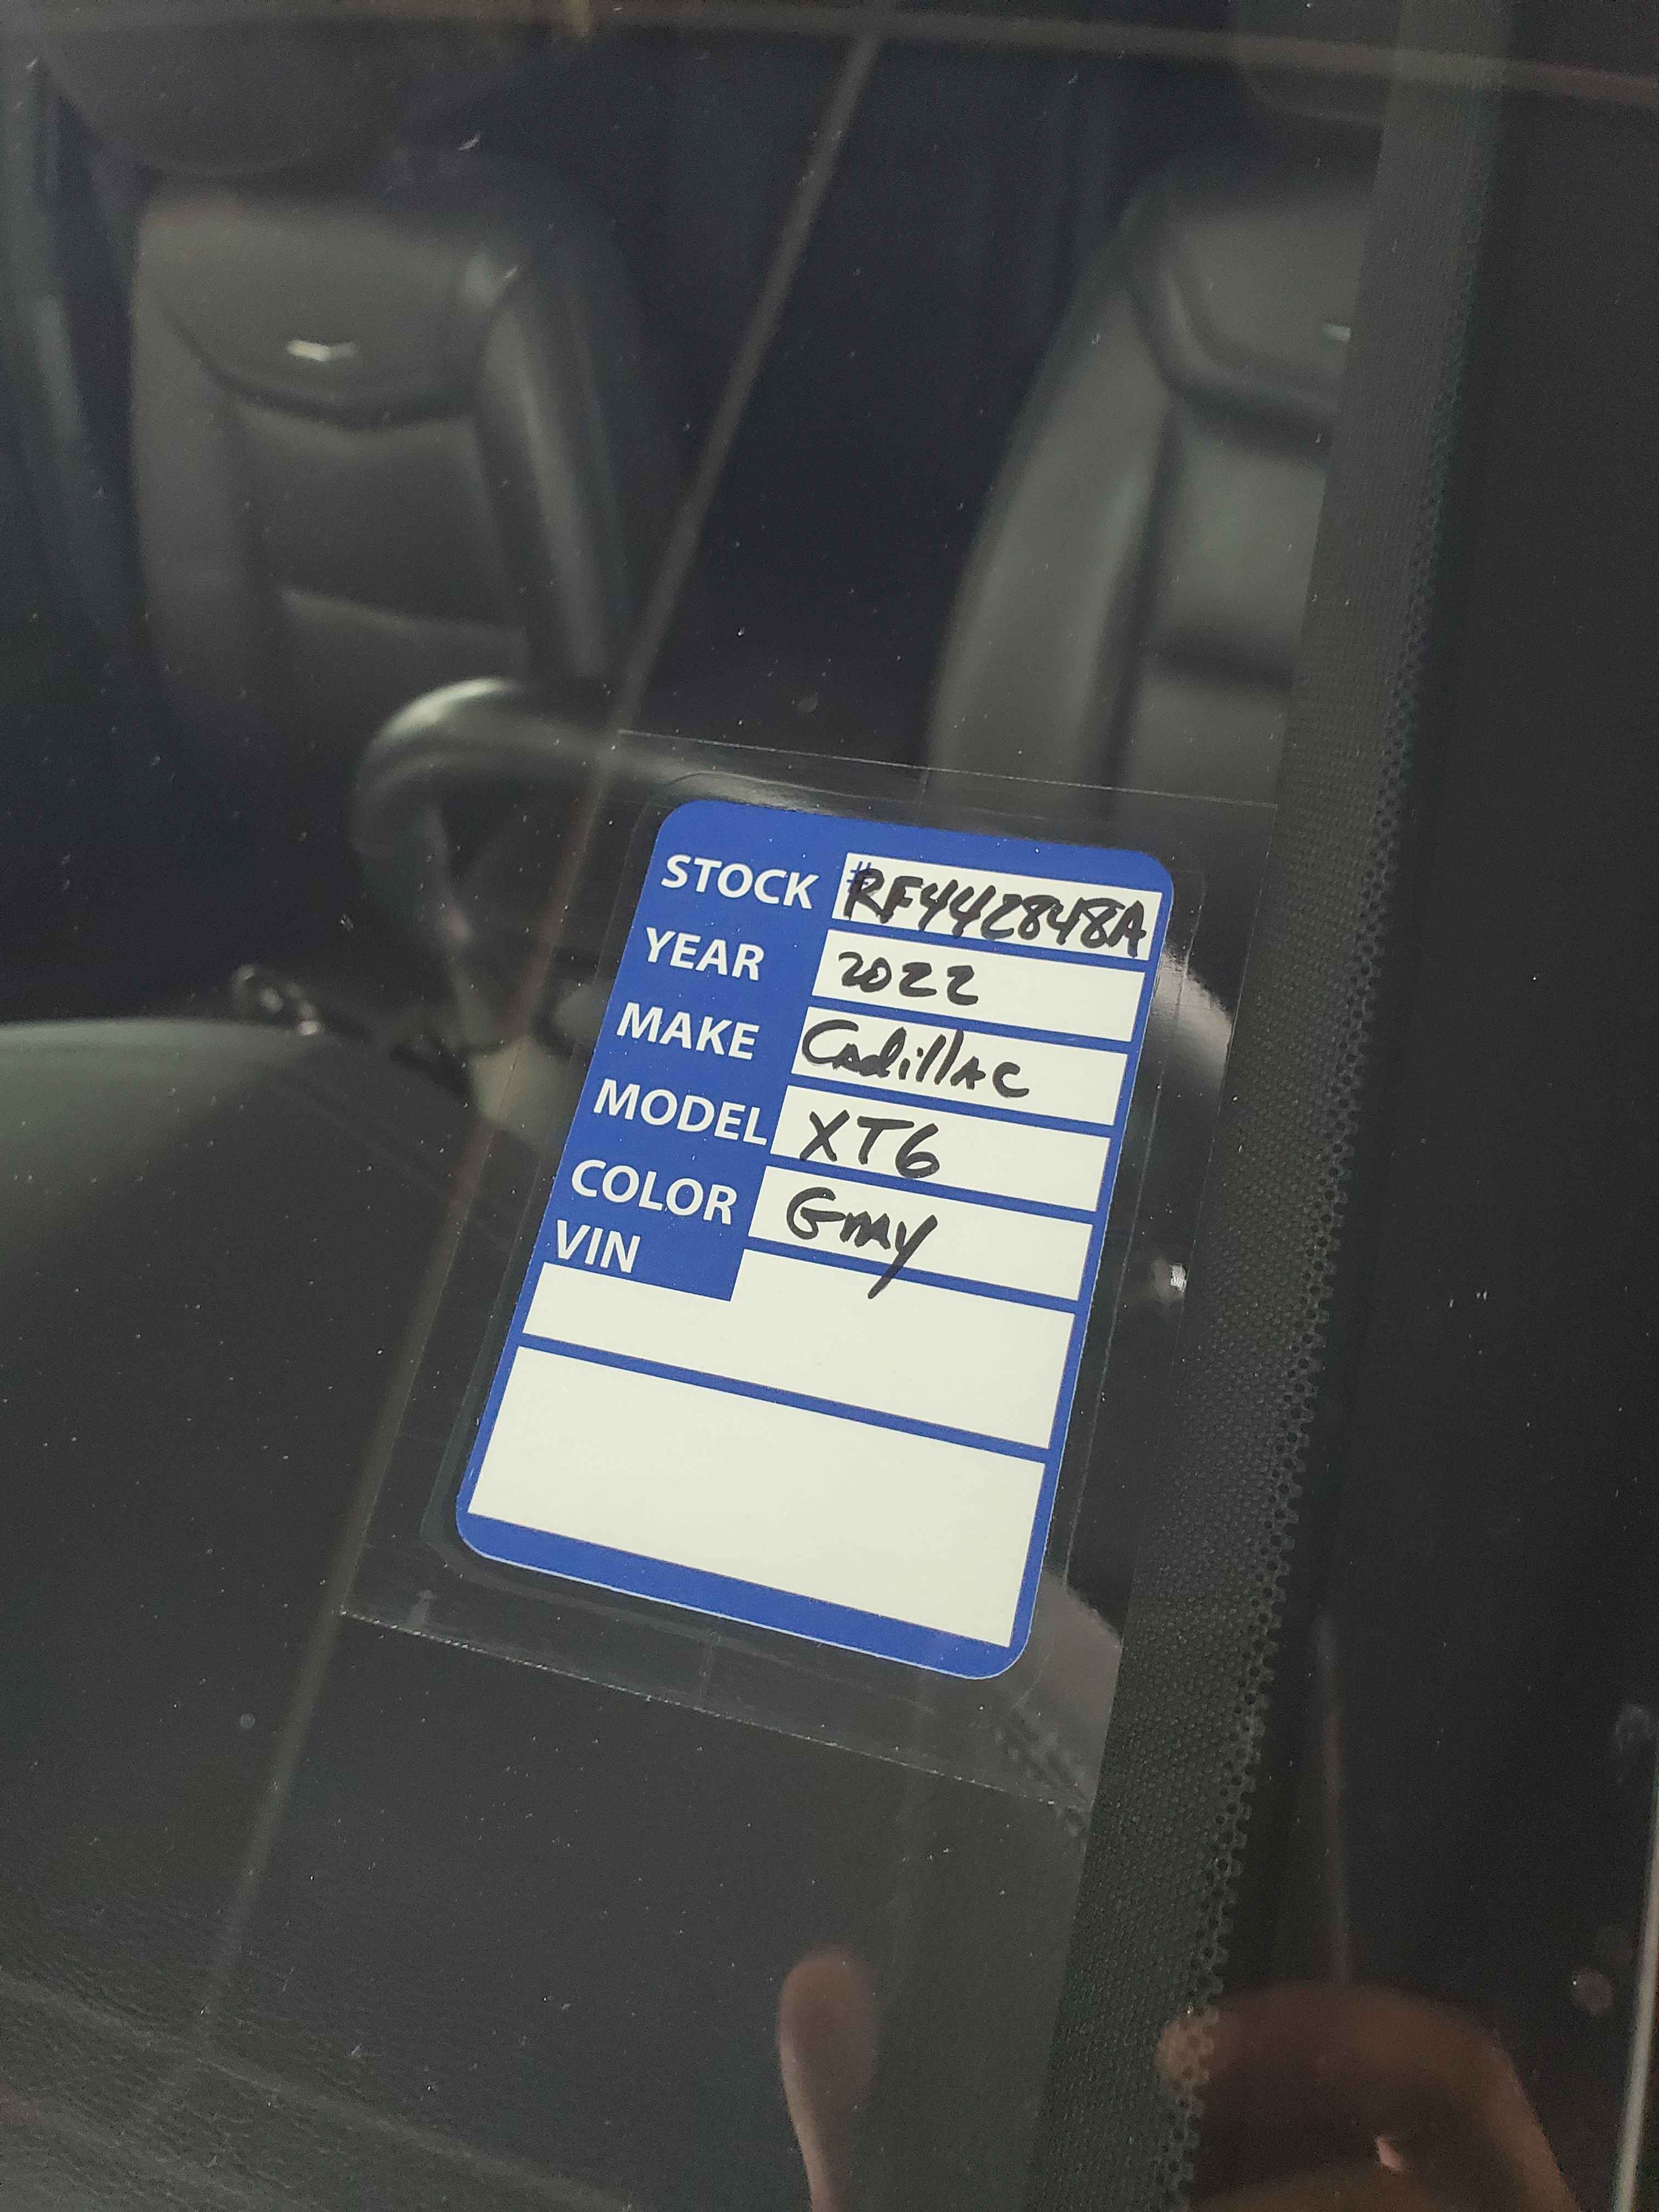 STOCK #RF442848A
YEAR 2022
MAKE Cadillac
MODEL XT6
COLOR Gray
VIN